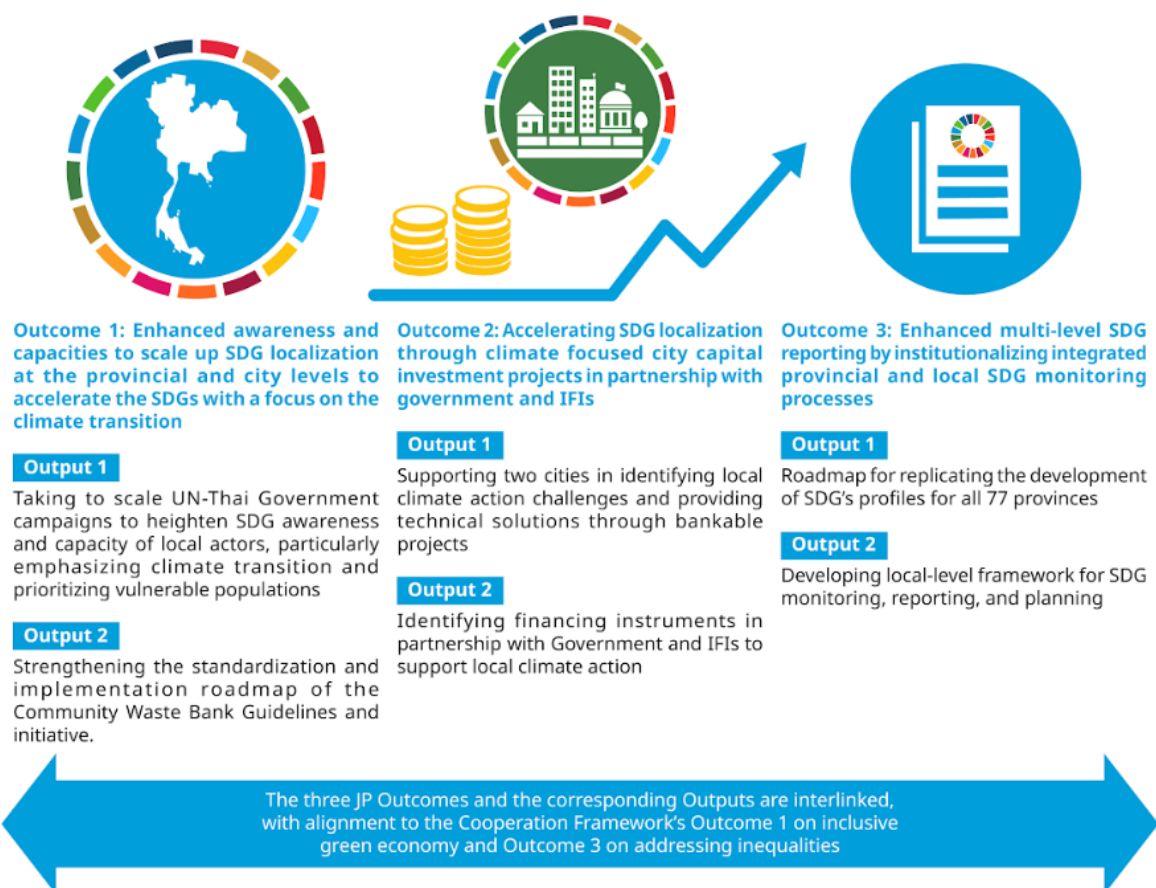 Outcome 1: Enhanced awareness and
capacities to scale up SDG localization
at the provincial and city levels to
accelerate the SDGs with a focus on the
climate transition
Output 1
Taking to scale UN-Thai Government
campaigns to heighten SDG awareness
and capacity of local actors, particularly
emphasizing climate transition and
prioritizing vulnerable populations
Output 2
Strengthening the standardization and
implementation roadmap of the
Community Waste Bank Guidelines and
initiative.
Outcome 2: Accelerating SDG localization
through climate focused city capital
investment projects in partnership with
government and IFIs
Output 1
Supporting two cities in identifying local
climate action challenges and providing
technical solutions through bankable
projects
Output 2
Identifying financing instruments in
partnership with Government and IFIs to
support local climate action
Outcome 3: Enhanced multi-level SDG
reporting by institutionalizing integrated
provincial and local SDG monitoring
processes
Output 1
Roadmap for replicating the development
of SDG's profiles for all 77 provinces
Output 2
Developing local-level framework for SDG
monitoring, reporting, and planning
The three JP Outcomes and the corresponding Outputs are interlinked,
with alignment to the Cooperation Framework's Outcome 1 on inclusive
green economy and Outcome 3 on addressing inequalities